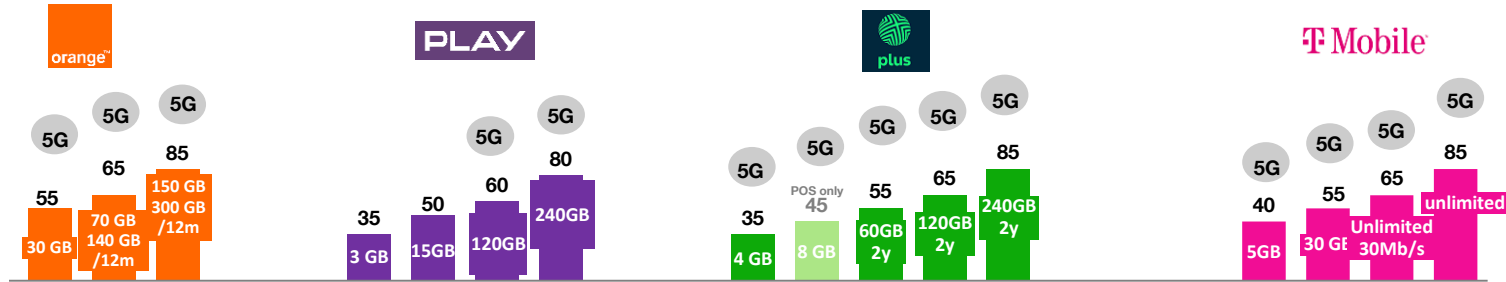 orange™
5G
55
30 GB
5G
65
70 GB
140 GB
/12m
5G
85
150 GB
300 GB
/12m
PLAY
35
3 GB
50
15GB
5G
60
120GB
5G
80
240GB
plus
5G
35
4 GB
5G
POS only
45
8 GB
5G
55
60GB
2y
5G
65
120GB
2y
5G
85
240GB
2y
T Mobile
5G
40
5GB
5G
55
30 GB
5G
65
Unlimited
30Mb/s
5G
85
unlimited